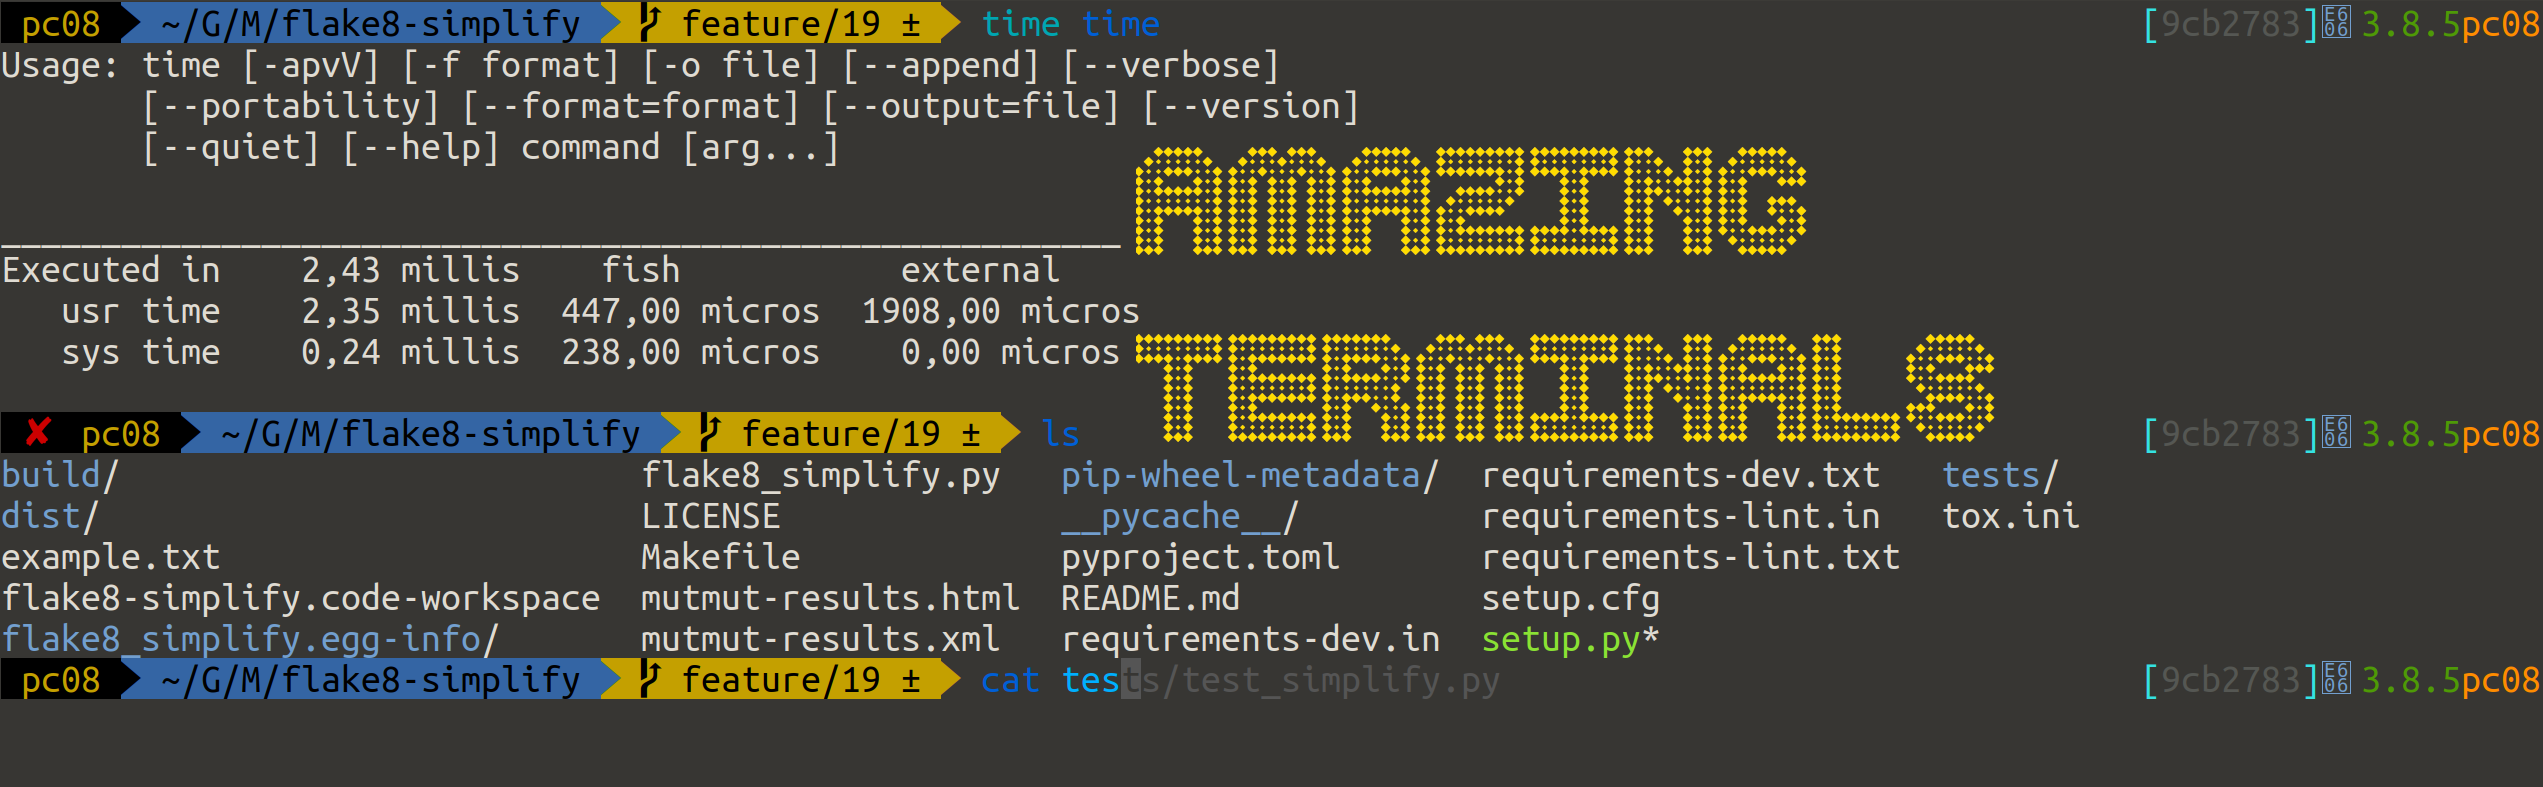 pc08 ~/G/M/flake8-simplify feature/19 ± time time [9cb2783] 3.8.5pc08
Usage: time [-apvV] [-f format] [-o file] [--append] [--verbose]
[--portability] [--format=format] [--output=file] [--version]
[--quiet] [--help] command [arg...]
AMAZING
________________________________________________________
Executed in 2,43 millis fish external
usr time 2,35 millis 447,00 micros 1908,00 micros
sys time 0,24 millis 238,00 micros 0,00 micros
TERMINALS
✘ pc08 ~/G/M/flake8-simplify feature/19 ± ls [9cb2783] 3.8.5pc08
build/ flake8_simplify.py pip-wheel-metadata/ requirements-dev.txt tests/
dist/ LICENSE __pycache__/ requirements-lint.in tox.ini
example.txt Makefile pyproject.toml requirements-lint.txt
flake8-simplify.code-workspace mutmut-results.html README.md setup.cfg
flake8_simplify.egg-info/ mutmut-results.xml requirements-dev.in setup.py*
pc08 ~/G/M/flake8-simplify feature/19 ± cat tests/test_simplify.py [9cb2783] 3.8.5pc08